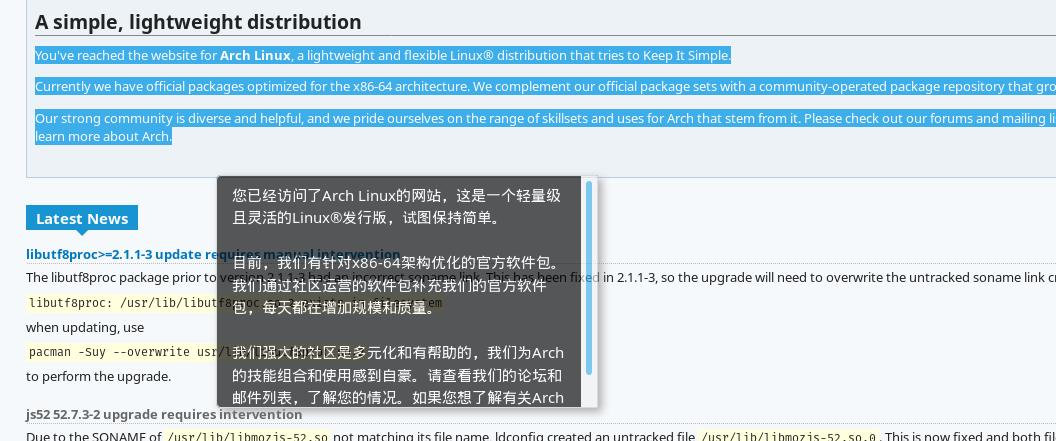 A simple, lightweight distribution
You've reached the website for Arch Linux, a lightweight and flexible Linux® distribution that tries to Keep It Simple.
Currently we have official packages optimized for the x86-64 architecture. We complement our official package sets with a community-operated package repository that
Our strong community is diverse and helpful, and we pride ourselves on the range of skillsets and uses for Arch that stem from it. Please check out our forums and mailing
learn more about Arch.
您已经访问了Arch Linux的网站，这是一个轻量级
且灵活的Linux®发行版，试图保持简单。
目前，我们有针对x86-64架构优化的官方软件包。
我们通过社区运营的软件包补充我们的官方软件
包，每天都在增加规模和质量。
我们强大的社区是多元化和有帮助的，我们为Arch
的技能组合和使用感到自豪。请查看我们的论坛和
邮件列表，了解您的情况。如果您想了解有关Arch
Latest News
libutf8proc>=2.1.1-3 update requires manual intervention
The libutf8proc package prior to version 2.1.1-3 had an incorrect soname link. This has been fixed in 2.1.1-3, so the upgrade will need to overwrite the untracked soname link
libutf8proc: /usr/lib/libutf8proc.so.2 exists in filesystem
when updating, use
pacman -Suy --overwrite usr/
to perform the upgrade.
js52 52.7.3-2 upgrade requires intervention
Due to the SONAME of /usr/lib/libmozjs-52.so not matching its file name, ldconfig created an untracked file /usr/lib/libmozjs-52.so.0. This is now fixed and both